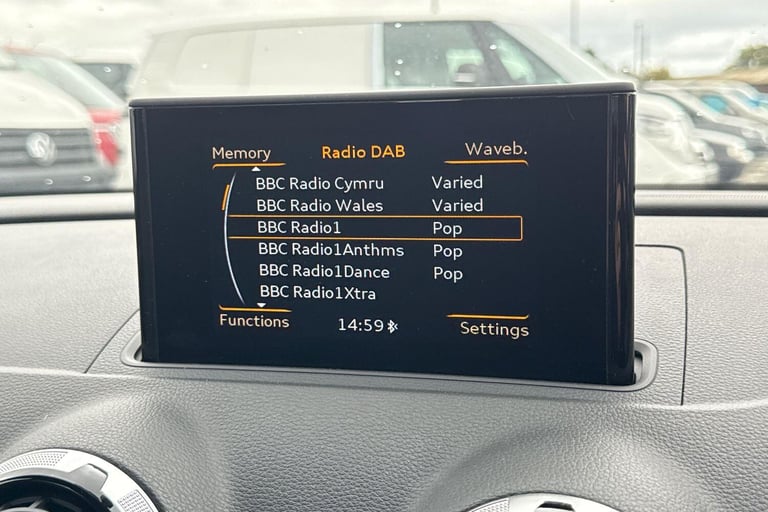 Memory Radio DAB Waveb.
BBC Radio Cymru Varied
BBC Radio Wales Varied
BBC Radio1 Pop
BBC Radio1Anthms Pop
BBC Radio1Dance Pop
BBC Radio1Xtra
Functions 14:59 Settings